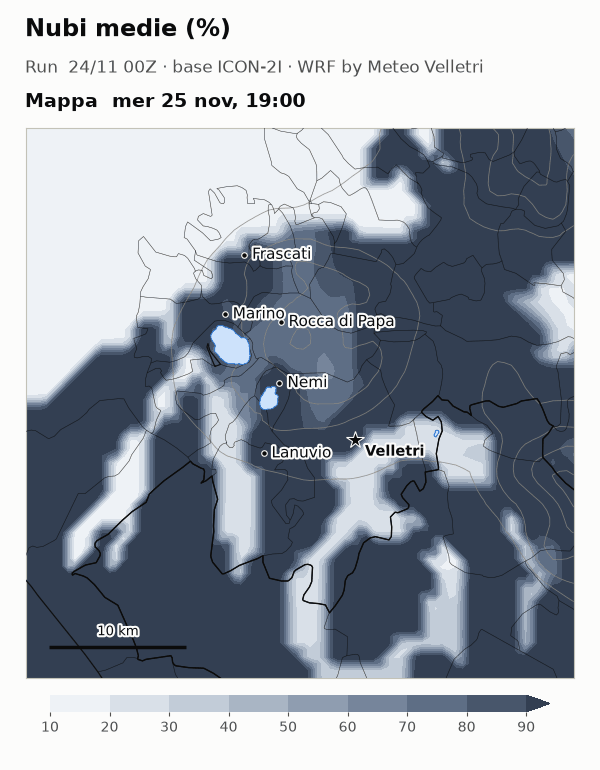 Nubi medie (%)
Run  24/11 00Z · base ICON-2I · WRF by Meteo Velletri
Mappa  mer 25 nov, 19:00
Frascati
Marino
Rocca di Papa
Nemi
Velletri
Lanuvio
10 km
10 20 30 40 50 60 70 80 90